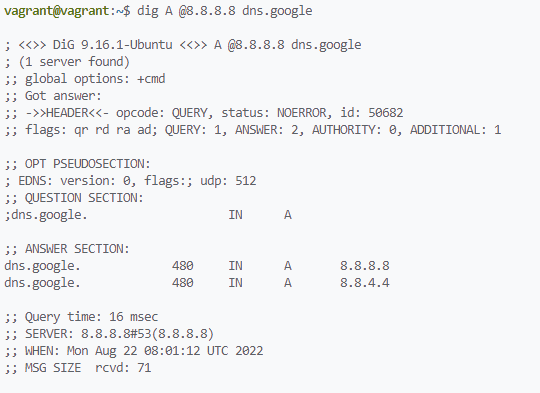 vagrant@vagrant:~$ dig A @8.8.8.8 dns.google
; <<>> DiG 9.16.1-Ubuntu <<>> A @8.8.8.8 dns.google
; (1 server found)
;; global options: +cmd
;; Got answer:
;; ->>HEADER<<- opcode: QUERY, status: NOERROR, id: 50682
;; flags: qr rd ra ad; QUERY: 1, ANSWER: 2, AUTHORITY: 0, ADDITIONAL: 1
;; OPT PSEUDOSECTION:
; EDNS: version: 0, flags:; udp: 512
;; QUESTION SECTION:
;dns.google. IN A
;; ANSWER SECTION:
dns.google. 480 IN A 8.8.8.8
dns.google. 480 IN A 8.8.4.4
;; Query time: 16 msec
;; SERVER: 8.8.8.8#53(8.8.8.8)
;; WHEN: Mon Aug 22 08:01:12 UTC 2022
;; MSG SIZE rcvd: 71